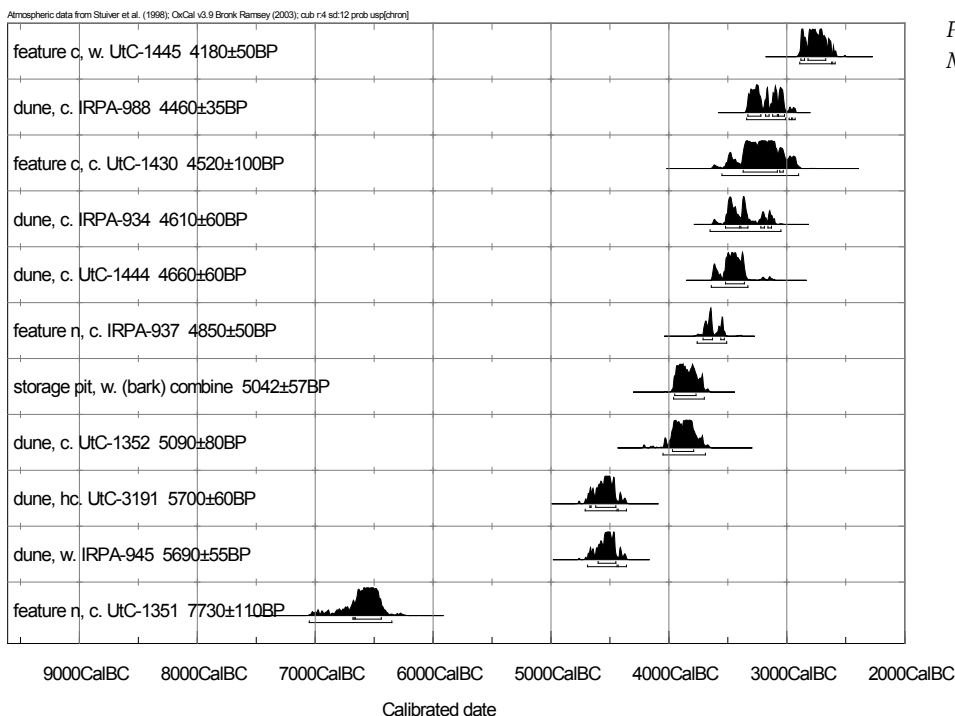 Atmospheric data from Stuiver et al. (1998); OxCal v3.9 Bronk Ramsey (2003); cub r:4 sd:12 prob usp[chron]
feature c, w. UtC-1445 4180±50BP
dune, c. IRPA-988 4460±35BP
feature c, c. UtC-1430 4520±100BP
dune, c. IRPA-934 4610±60BP
dune, c. UtC-1444 4660±60BP
feature n, c. IRPA-937 4850±50BP
storage pit, w. (bark) combine 5042±57BP
dune, c. UtC-1352 5090±80BP
dune, hc. UtC-3191 5700±60BP
dune, w. IRPA-945 5690±55BP
feature n, c. UtC-1351 7730±110BP
9000CalBC 8000CalBC 7000CalBC 6000CalBC 5000CalBC 4000CalBC 3000CalBC 2000CalBC
Calibrated date